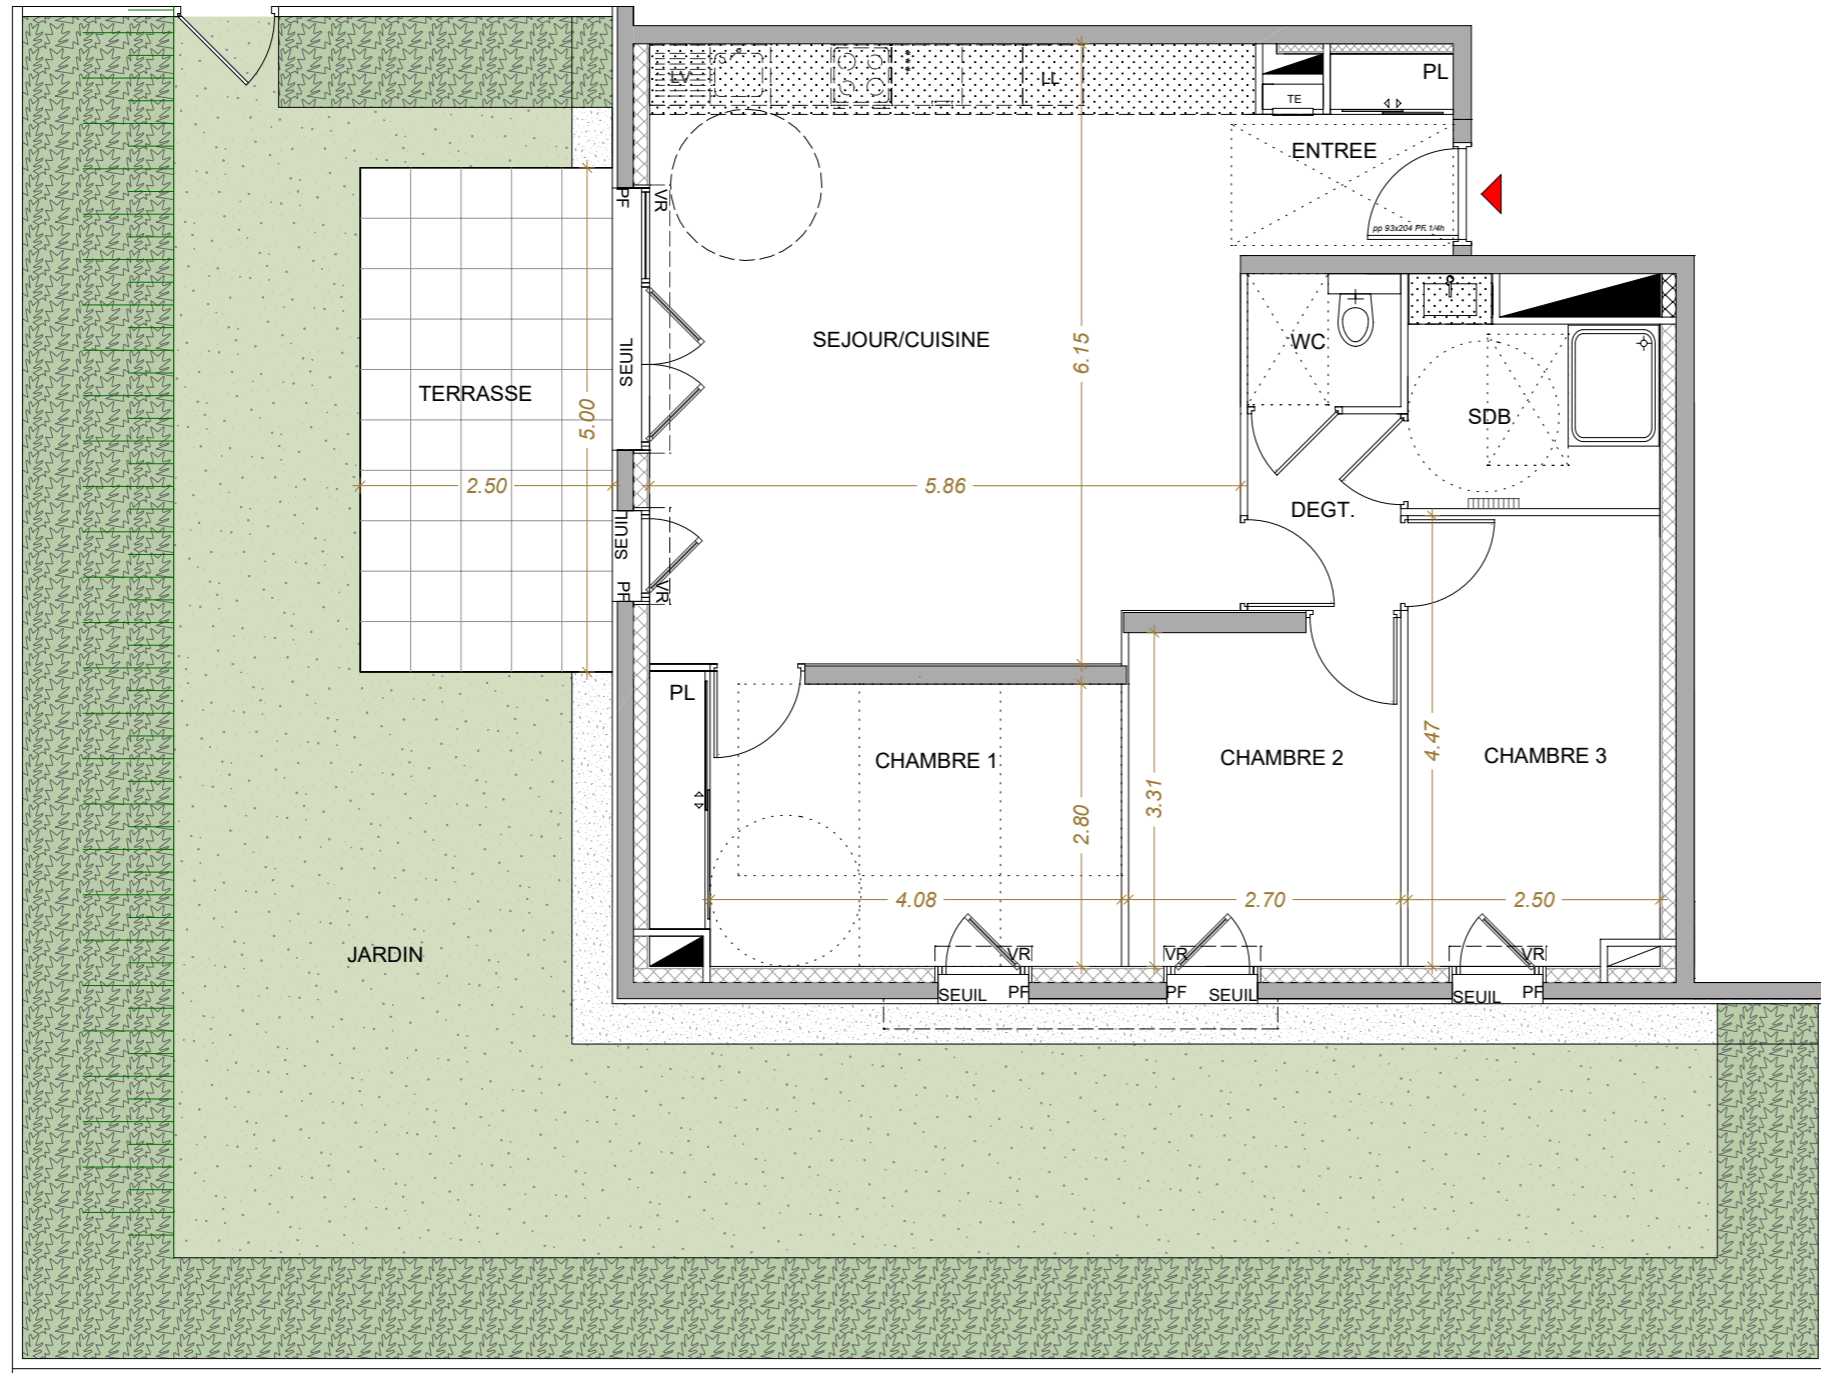 LV
LL
PL
TE
ENTREE
pp 93x204 PF. 1/4h
PF
VR
SEJOUR/CUISINE
6.15
WC
SEUIL
TERRASSE
5.00
SDB
2.50
5.86
DEGT.
SEUIL
PF
VR
PL
CHAMBRE 1
CHAMBRE 2
CHAMBRE 3
4.47
3.31
2.80
4.08
2.70
2.50
JARDIN
VR
VR
VR
SEUIL
PF
PF
SEUIL
SEUIL
PF